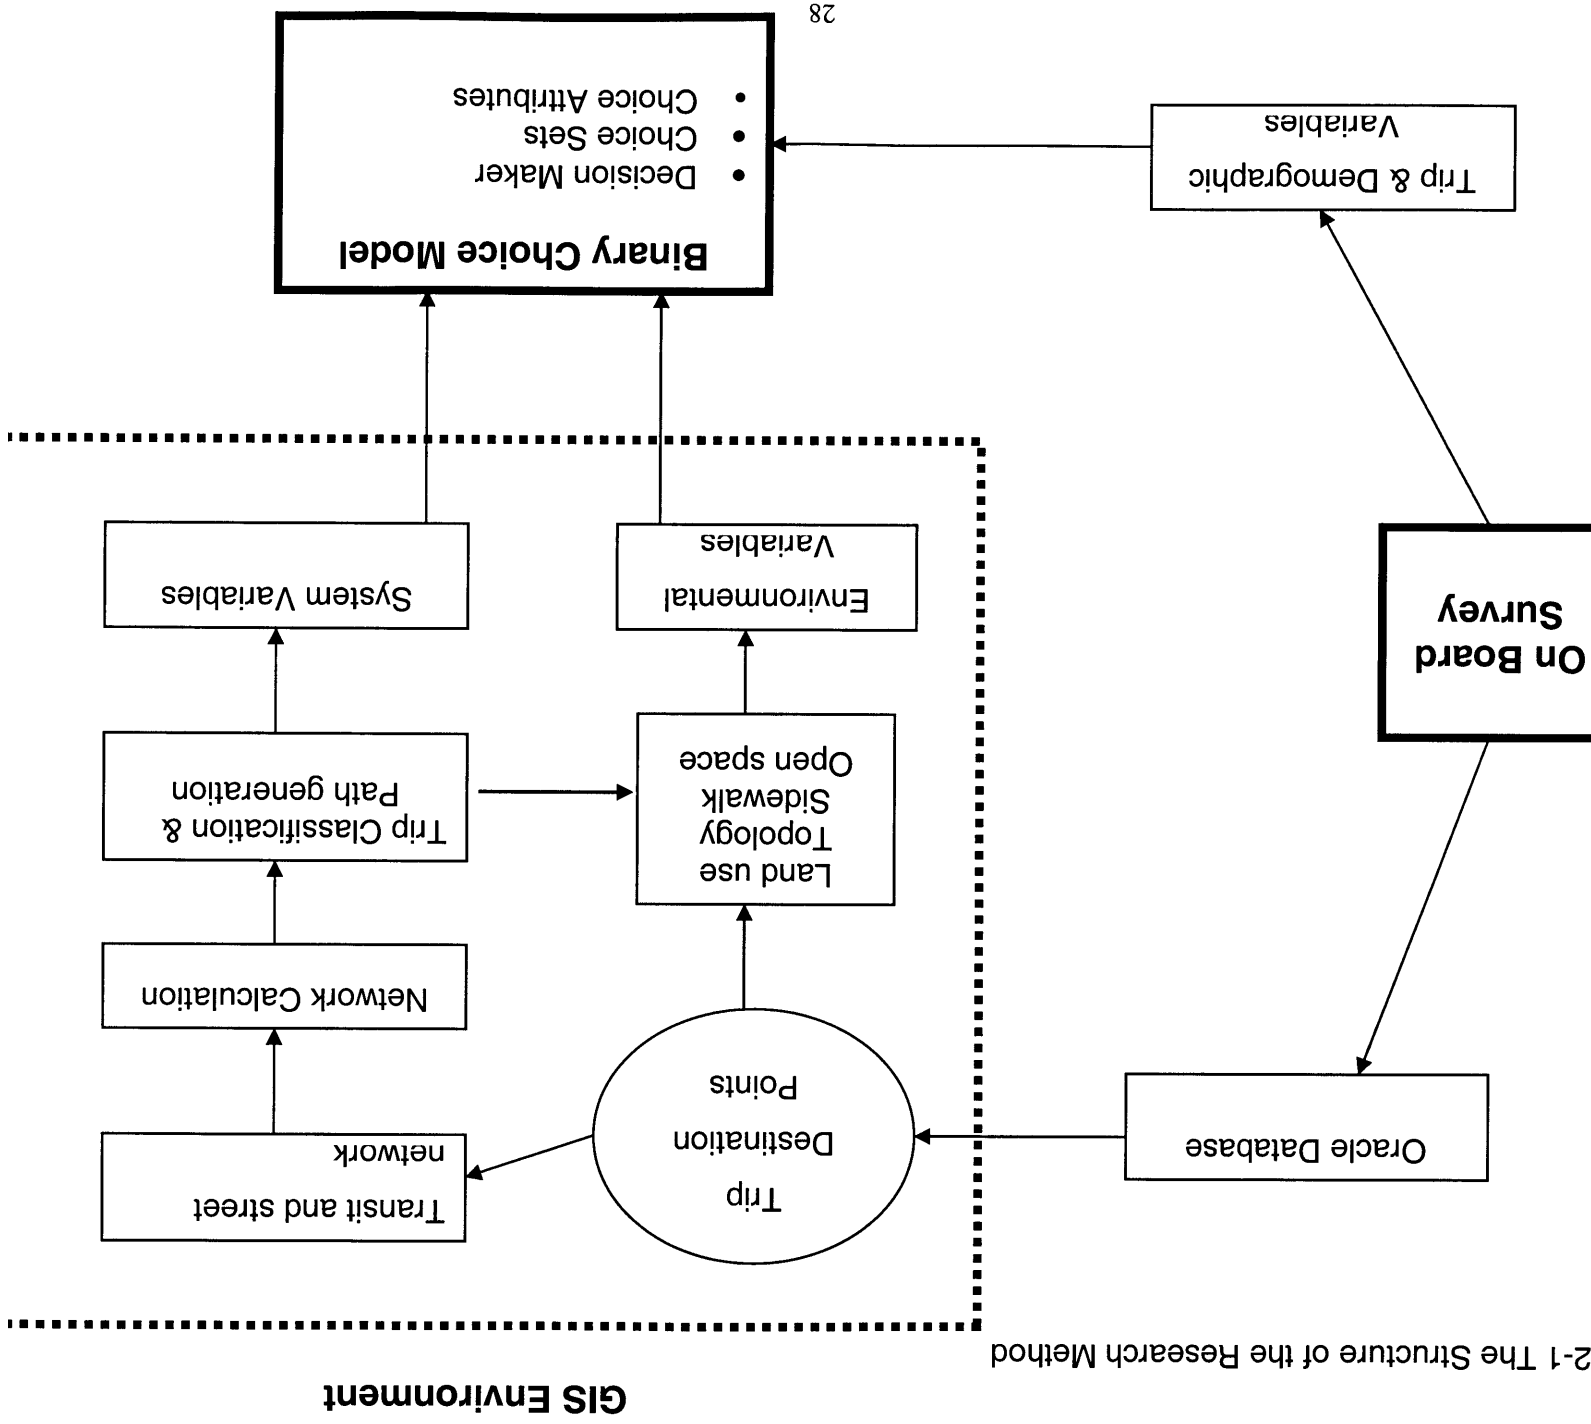 GIS Environment
2-1 The Structure of the Research Method
Oracle Database
Trip
Destination
Points
Transit and street
network
Network Calculation
Land use
Topology
Sidewalk
Open space
Trip Classification &
Path generation
On Board
Survey
Environmental
Variables
System Variables
Trip & Demographic
Variables
Binary Choice Model
• Decision Maker
• Choice Sets
• Choice Attributes
28